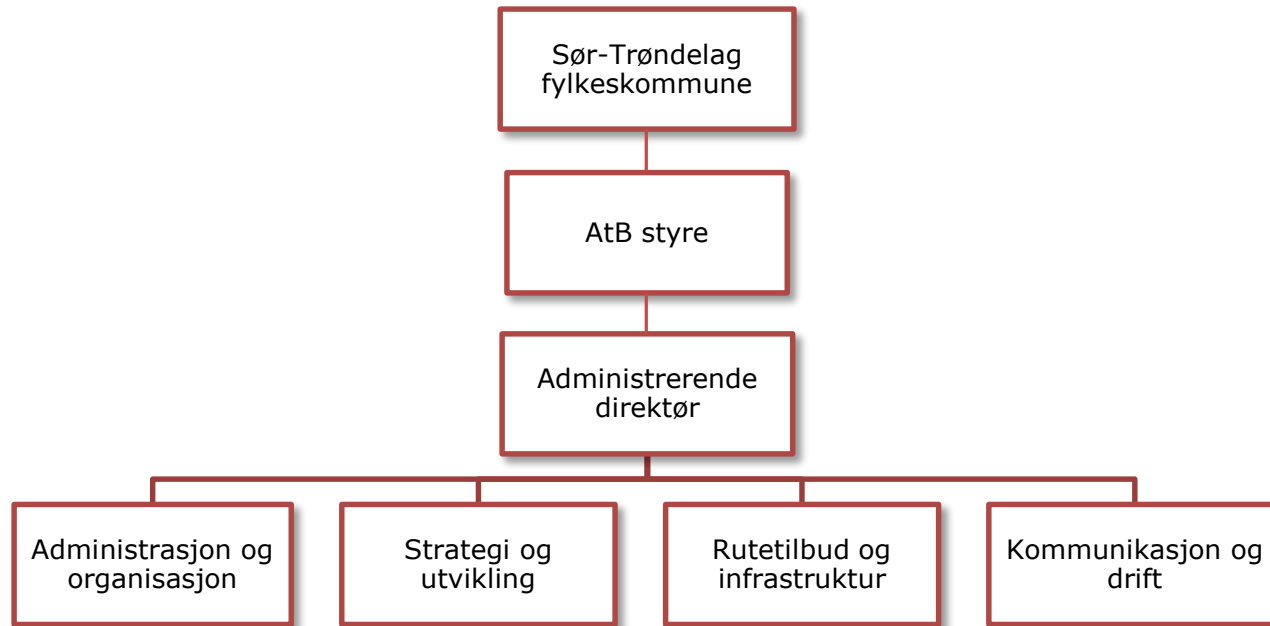 Sør-Trøndelag
fylkeskommune
AtB styre
Administrerende
direktør
Administrasjon og
organisasjon
Strategi og
utvikling
Rutetilbud og
infrastruktur
Kommunikasjon og
drift